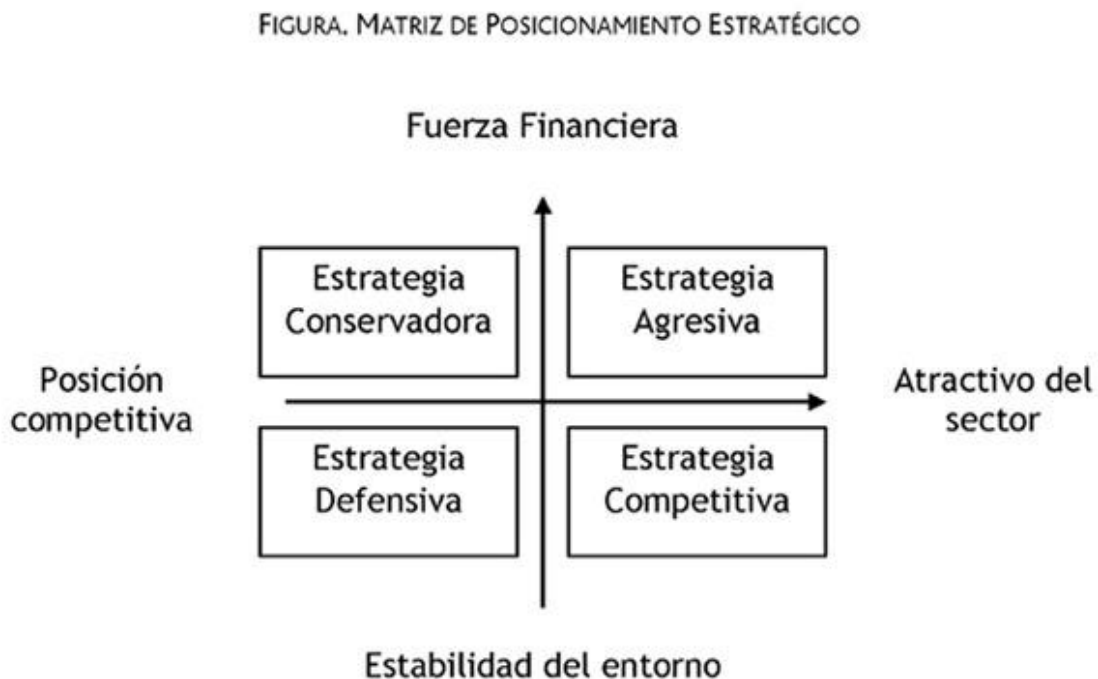 FIGURA. MATRIZ DE POSICIONAMIENTO ESTRATÉGICO
Fuerza Financiera
Estrategia
Conservadora
Estrategia
Agresiva
Posición
competitiva
Atractivo del
sector
Estrategia
Defensiva
Estrategia
Competitiva
Estabilidad del entorno